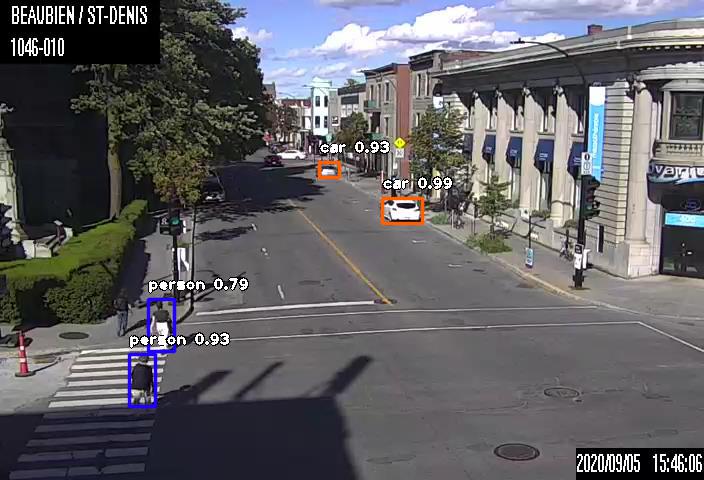 BEAUBIEN / ST-DENIS
1046-010
car 0.93
car 0.99
person 0.79
person 0.93
2020/09/05 15:46:06